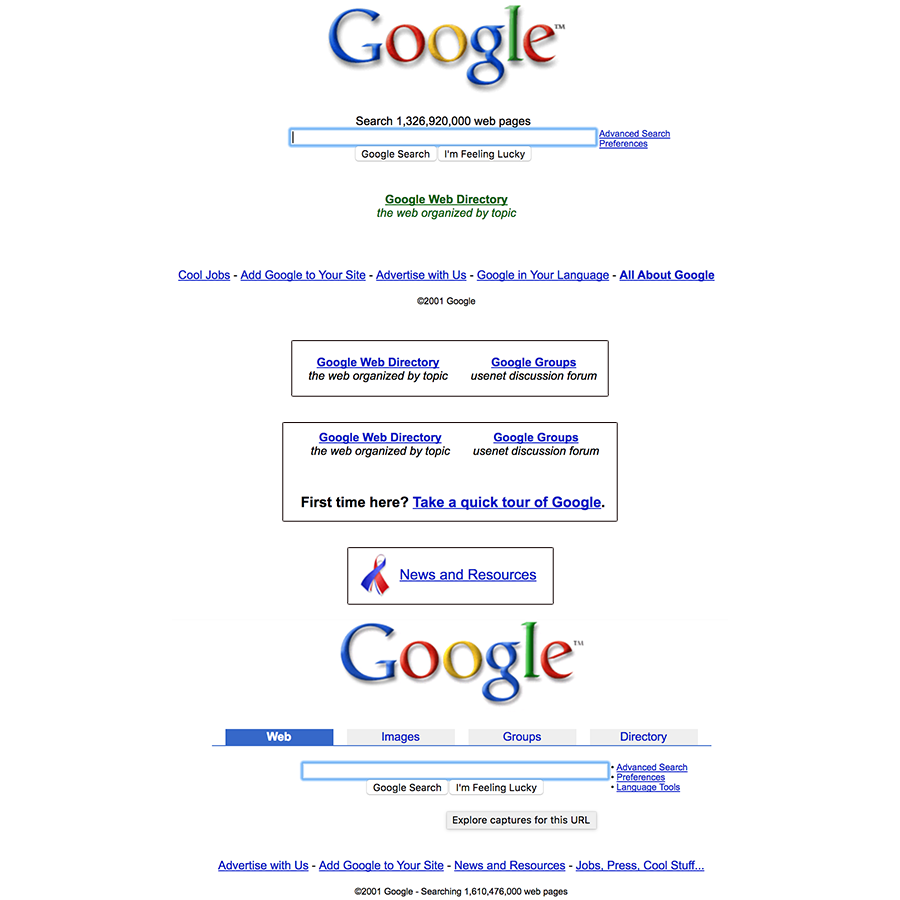 Google™
Search 1,326,920,000 web pages
Advanced Search
Preferences
Google Search I'm Feeling Lucky
Google Web Directory
the web organized by topic
Cool Jobs - Add Google to Your Site - Advertise with Us - Google in Your Language - All About Google
©2001 Google
Google Web Directory Google Groups
the web organized by topic usenet discussion forum
Google Web Directory Google Groups
the web organized by topic usenet discussion forum
First time here? Take a quick tour of Google.
News and Resources
Google™
Web Images Groups Directory
• Advanced Search
• Preferences
• Language Tools
Google Search I'm Feeling Lucky
Explore captures for this URL
Advertise with Us - Add Google to Your Site - News and Resources - Jobs, Press, Cool Stuff...
©2001 Google - Searching 1,610,476,000 web pages